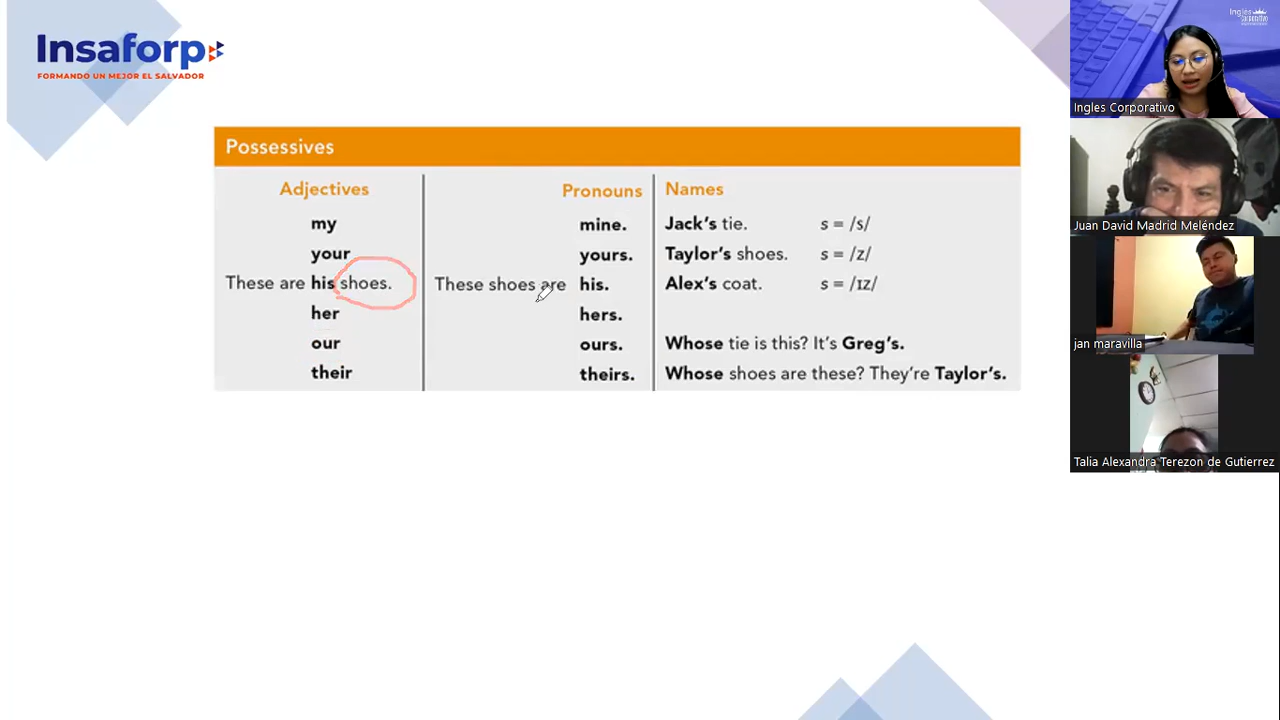 Insaforp
FORMANDO UN MEJOR EL SALVADOR
Possessives
Adjectives
my
your
These are his shoes.
her
our
their
Pronouns
mine.
yours.
These shoes are his.
hers.
ours.
theirs.
Names
Jack's tie. s = /s/
Taylor's shoes. s = /z/
Alex's coat. s = /ɪz/
Whose tie is this? It's Greg's.
Whose shoes are these? They're Taylor's.
Ingles
Corporativo
Ingles Corporativo
Juan David Madrid Meléndez
jan maravilla
Talia Alexandra Terezon de Gutierrez